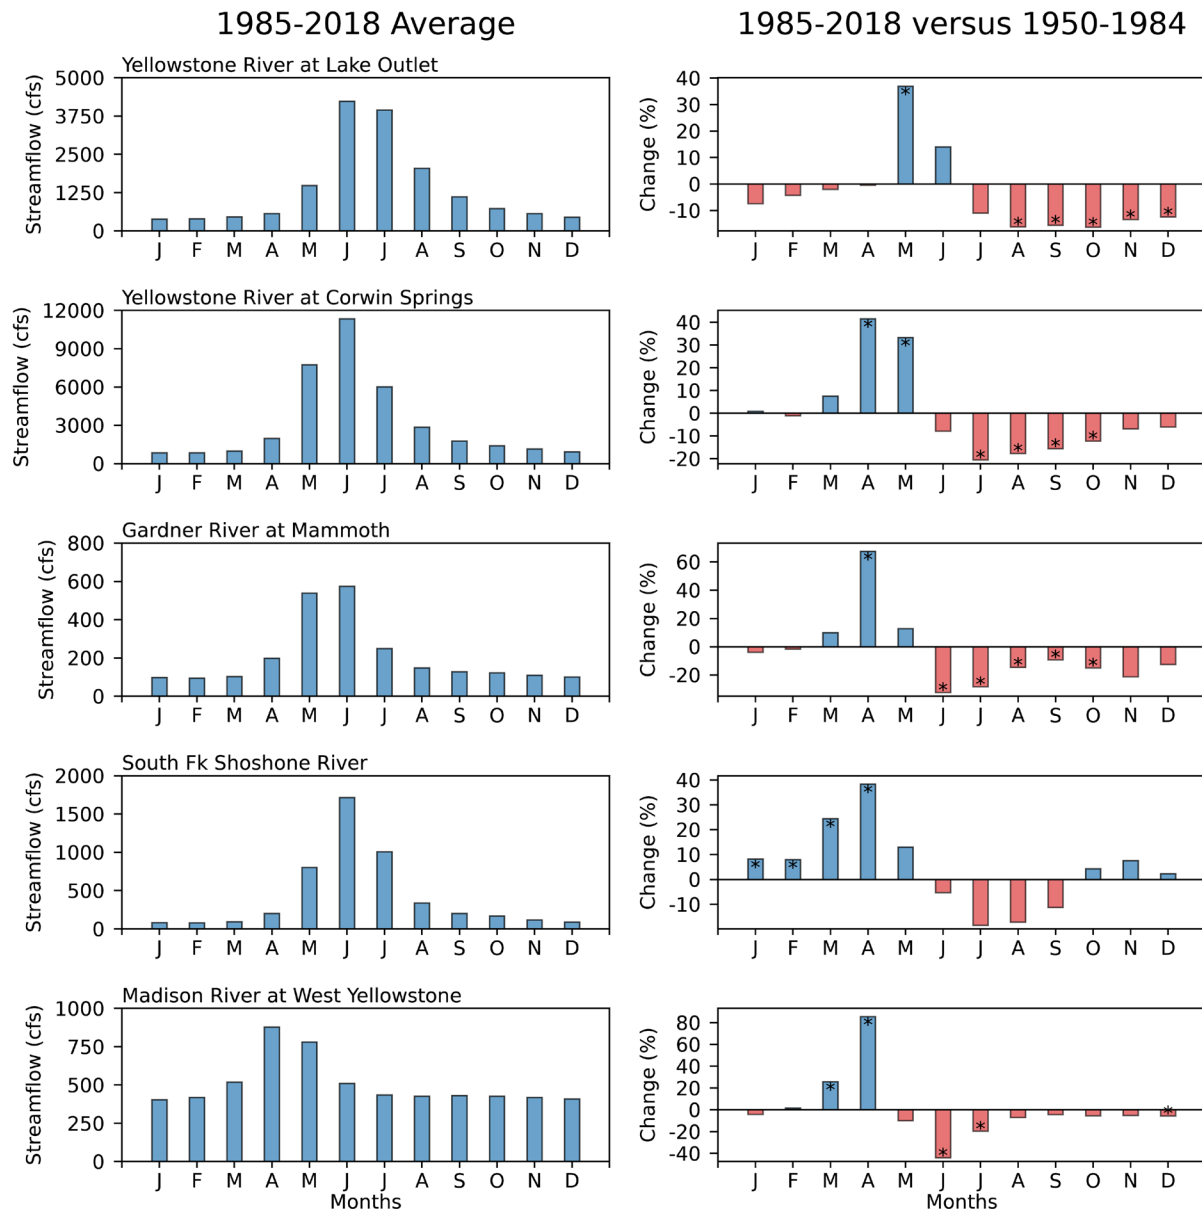 1985-2018 Average
1985-2018 versus 1950-1984
Yellowstone River at Lake Outlet
Streamflow (cfs)
5000
3750
2500
1250
0
J F M A M J J A S O N D
Change (%)
40
30
20
10
0
-10
* * * * * *
J F M A M J J A S O N D
Yellowstone River at Corwin Springs
Streamflow (cfs)
12000
9000
6000
3000
0
J F M A M J J A S O N D
Change (%)
40
30
20
10
0
-10
-20
* * * * * *
J F M A M J J A S O N D
Gardner River at Mammoth
Streamflow (cfs)
800
600
400
200
0
J F M A M J J A S O N D
Change (%)
60
40
20
0
-20
* * * * * *
J F M A M J J A S O N D
South Fk Shoshone River
Streamflow (cfs)
2000
1500
1000
500
0
J F M A M J J A S O N D
Change (%)
40
30
20
10
0
-10
* * * *
J F M A M J J A S O N D
Madison River at West Yellowstone
Streamflow (cfs)
1000
750
500
250
0
J F M A M J J A S O N D
Months
Change (%)
80
60
40
20
0
-20
-40
* * * * *
J F M A M J J A S O N D
Months